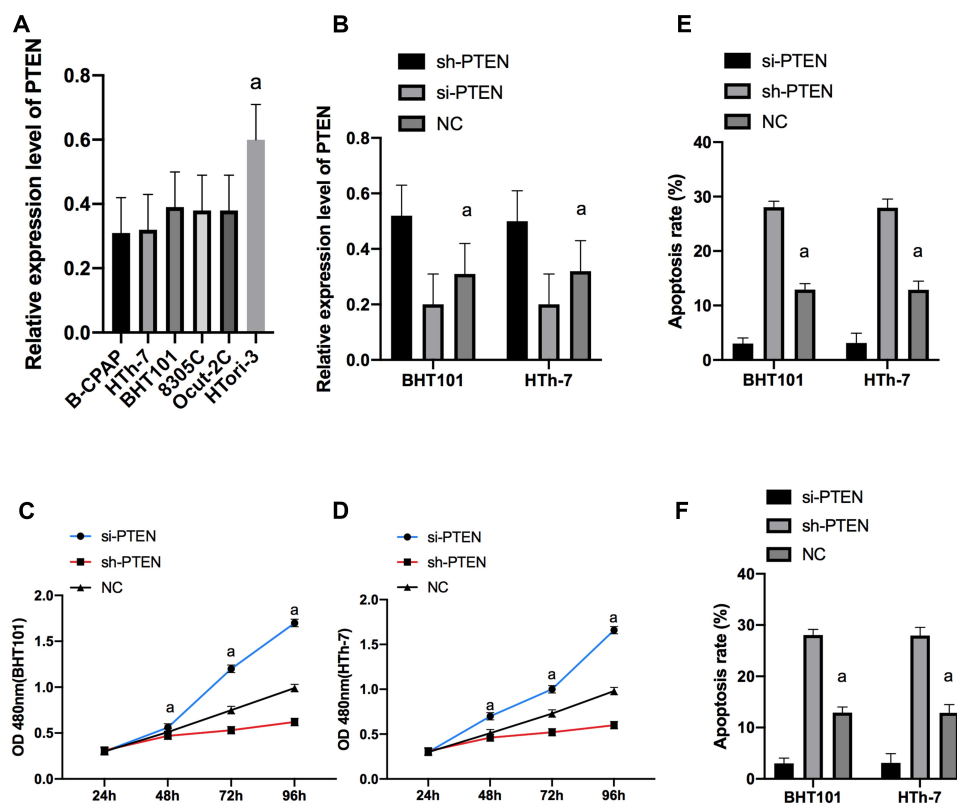 A
Relative expression level of PTEN
0.8
0.6
0.4
0.2
0.0
a
B-CPAP
HTh-7
BHT101
8305C
Ocut-2C
HTori-3
B
sh-PTEN
si-PTEN
NC
Relative expression level of PTEN
0.8
0.6
0.4
0.2
0.0
a
a
BHT101
HTh-7
E
si-PTEN
sh-PTEN
NC
Apoptosis rate (%)
40
30
20
10
0
a
a
BHT101
HTh-7
C
si-PTEN
sh-PTEN
NC
OD 480nm(BHT101)
2.0
1.5
1.0
0.5
0.0
a
a
a
24h
48h
72h
96h
D
si-PTEN
sh-PTEN
NC
OD 480nm(HTh-7)
2.0
1.5
1.0
0.5
0.0
a
a
a
24h
48h
72h
96h
F
si-PTEN
sh-PTEN
NC
Apoptosis rate (%)
30
20
10
0
a
a
BHT101
HTh-7